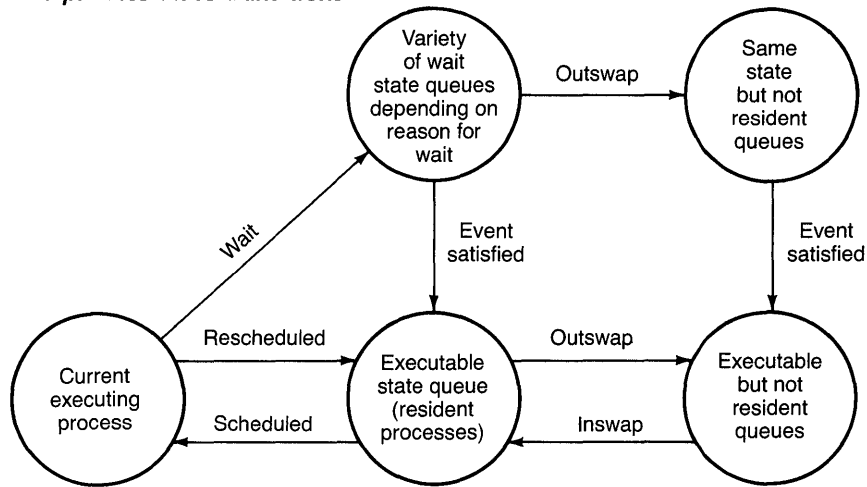 Variety
of wait
state queues
depending on
reason for
wait
Outswap
Same
state
but not
resident
queues
Wait
Event
satisfied
Event
satisfied
Current
executing
process
Rescheduled
Scheduled
Executable
state queue
(resident
processes)
Outswap
Inswap
Executable
but not
resident
queues